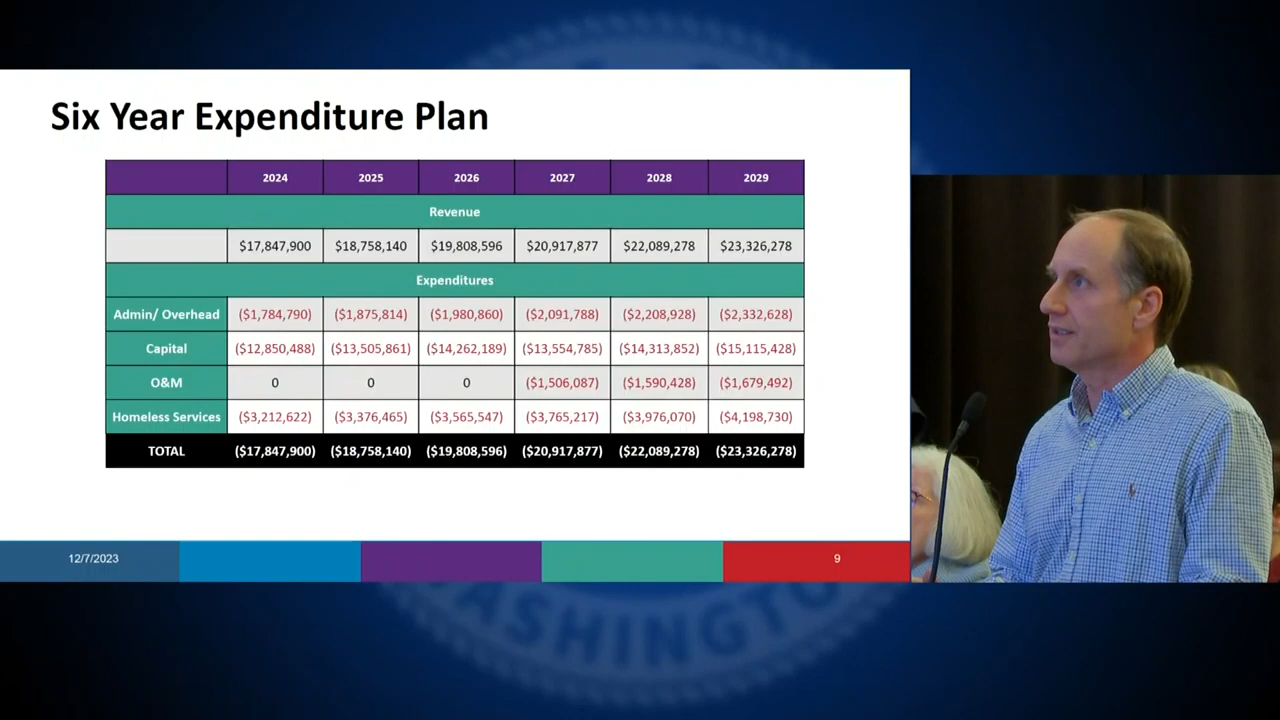 Six Year Expenditure Plan
2024 2025 2026 2027 2028 2029
Revenue
$17,847,900 $18,758,140 $19,808,596 $20,917,877 $22,089,278 $23,326,278
Expenditures
Admin/ Overhead ($1,784,790) ($1,875,814) ($1,980,860) ($2,091,788) ($2,208,928) ($2,332,628)
Capital ($12,850,488) ($13,505,861) ($14,262,189) ($13,554,785) ($14,313,852) ($15,115,428)
O&M 0 0 0 ($1,506,087) ($1,590,428) ($1,679,492)
Homeless Services ($3,212,622) ($3,376,465) ($3,565,547) ($3,765,217) ($3,976,070) ($4,198,730)
TOTAL ($17,847,900) ($18,758,140) ($19,808,596) ($20,917,877) ($22,089,278) ($23,326,278)
12/7/2023 9
WASHINGTO